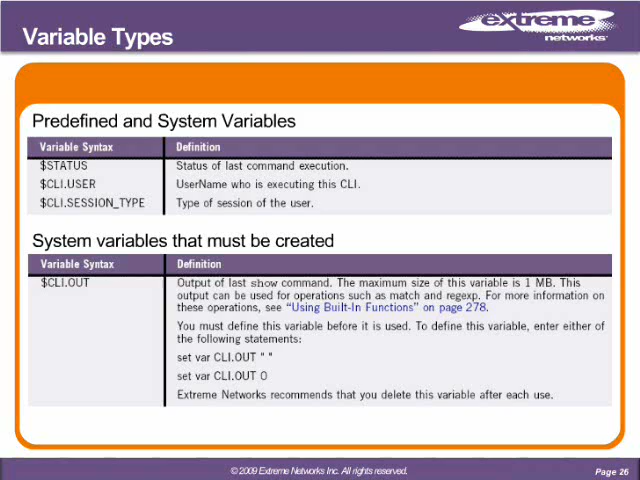 Variable Types
extreme
networks
Predefined and System Variables
Variable Syntax Definition
$STATUS Status of last command execution.
$CLI.USER UserName who is executing this CLI.
$CLI.SESSION_TYPE Type of session of the user.
System variables that must be created
Variable Syntax Definition
$CLI.OUT Output of last show command. The maximum size of this variable is 1 MB. This
output can be used for operations such as match and regexp. For more information on
these operations, see “Using Built-In Functions” on page 278.
You must define this variable before it is used. To define this variable, enter either of
the following statements:
set var CLI.OUT " "
set var CLI.OUT 0
Extreme Networks recommends that you delete this variable after each use.
© 2009 Extreme Networks Inc. All rights reserved.
Page 26